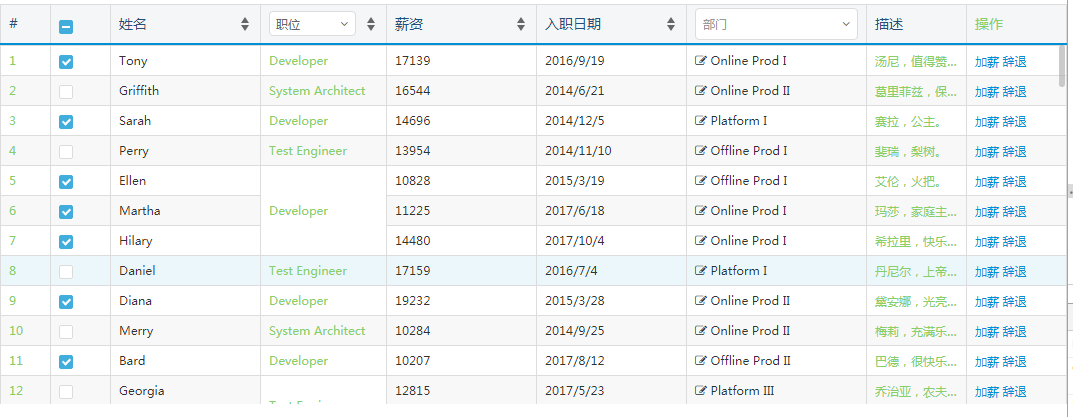 # 姓名 职位 薪资 入职日期 部门 描述 操作
1 Tony Developer 17139 2016/9/19 Online Prod I 汤尼，值得赞... 加薪 辞退
2 Griffith System Architect 16544 2014/6/21 Online Prod II 葛里菲兹，保... 加薪 辞退
3 Sarah Developer 14696 2014/12/5 Platform I 赛拉，公主。 加薪 辞退
4 Perry Test Engineer 13954 2014/11/10 Offline Prod I 斐瑞，梨树。 加薪 辞退
5 Ellen 10828 2015/3/19 Offline Prod I 艾伦，火把。 加薪 辞退
6 Martha Developer 11225 2017/6/18 Online Prod I 玛莎，家庭主... 加薪 辞退
7 Hilary 14480 2017/10/4 Online Prod I 希拉里，快乐... 加薪 辞退
8 Daniel Test Engineer 17159 2016/7/4 Platform I 丹尼尔，上帝... 加薪 辞退
9 Diana Developer 19232 2015/3/28 Online Prod II 黛安娜，光亮... 加薪 辞退
10 Merry System Architect 10284 2014/9/25 Online Prod II 梅莉，充满乐... 加薪 辞退
11 Bard Developer 10207 2017/8/12 Offline Prod II 巴德，很快乐... 加薪 辞退
12 Georgia 12815 2017/5/23 Platform III 乔治亚，农夫... 加薪 辞退